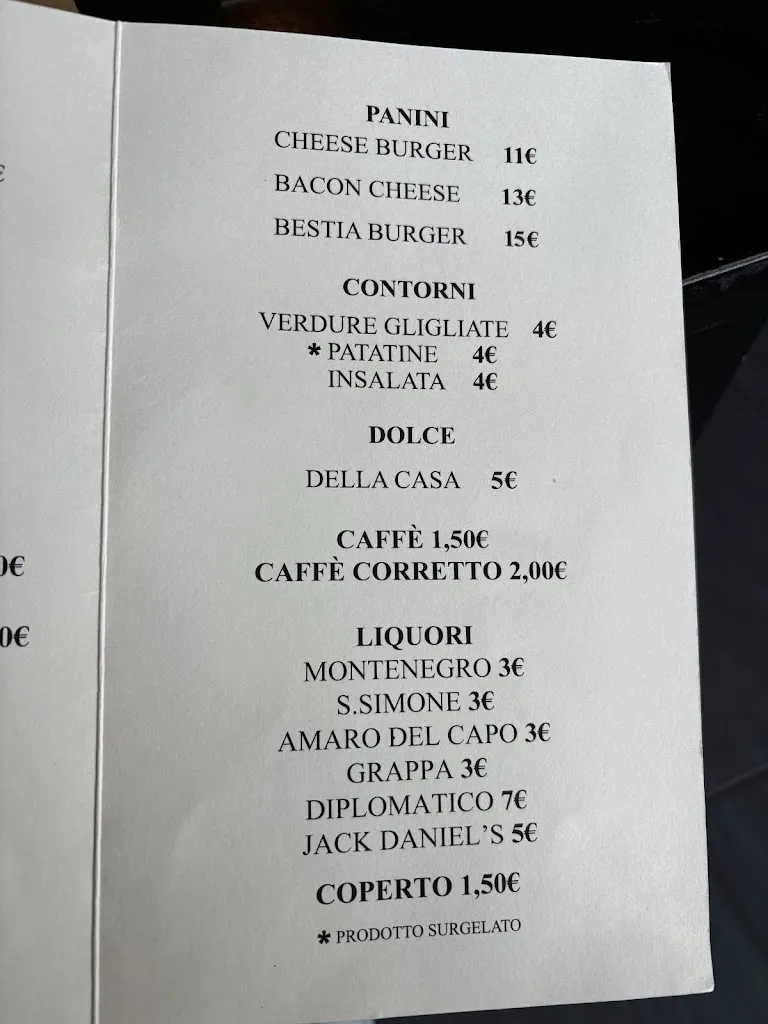 PANINI
CHEESE BURGER 11€
BACON CHEESE 13€
BESTIA BURGER 15€
CONTORNI
VERDURE GLIGLIATE 4€
* PATATINE 4€
INSALATA 4€
DOLCE
DELLA CASA 5€
CAFFÈ 1,50€
CAFFÈ CORRETTO 2,00€
LIQUORI
MONTENEGRO 3€
S.SIMONE 3€
AMARO DEL CAPO 3€
GRAPPA 3€
DIPLOMATICO 7€
JACK DANIEL'S 5€
COPERTO 1,50€
* PRODOTTO SURGELATO